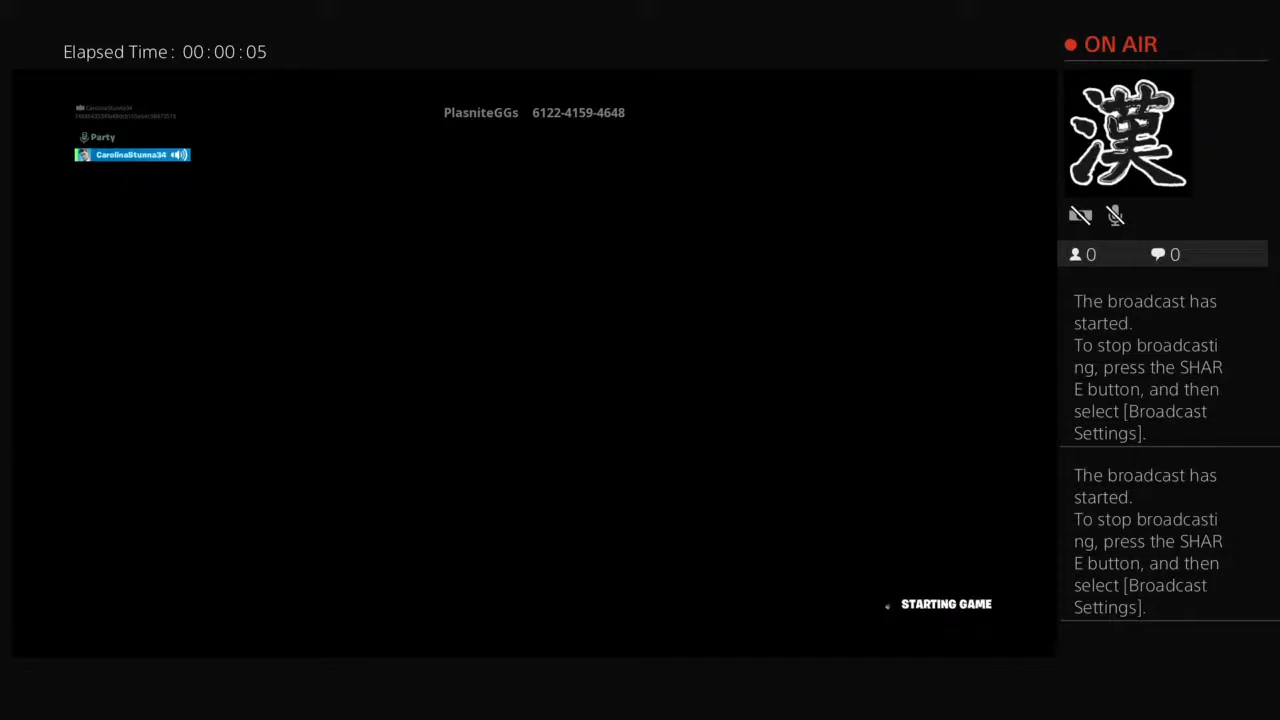 Elapsed Time: 00:00:05
ON AIR
CarolinaStunna34
PlasniteGGs 6122-4159-4648
Party
CarolinaStunna34
漢
0 0
The broadcast has
started.
To stop broadcasti
ng, press the SHAR
E button, and then
select [Broadcast
Settings].
The broadcast has
started.
To stop broadcasti
ng, press the SHAR
E button, and then
select [Broadcast
Settings].
STARTING GAME